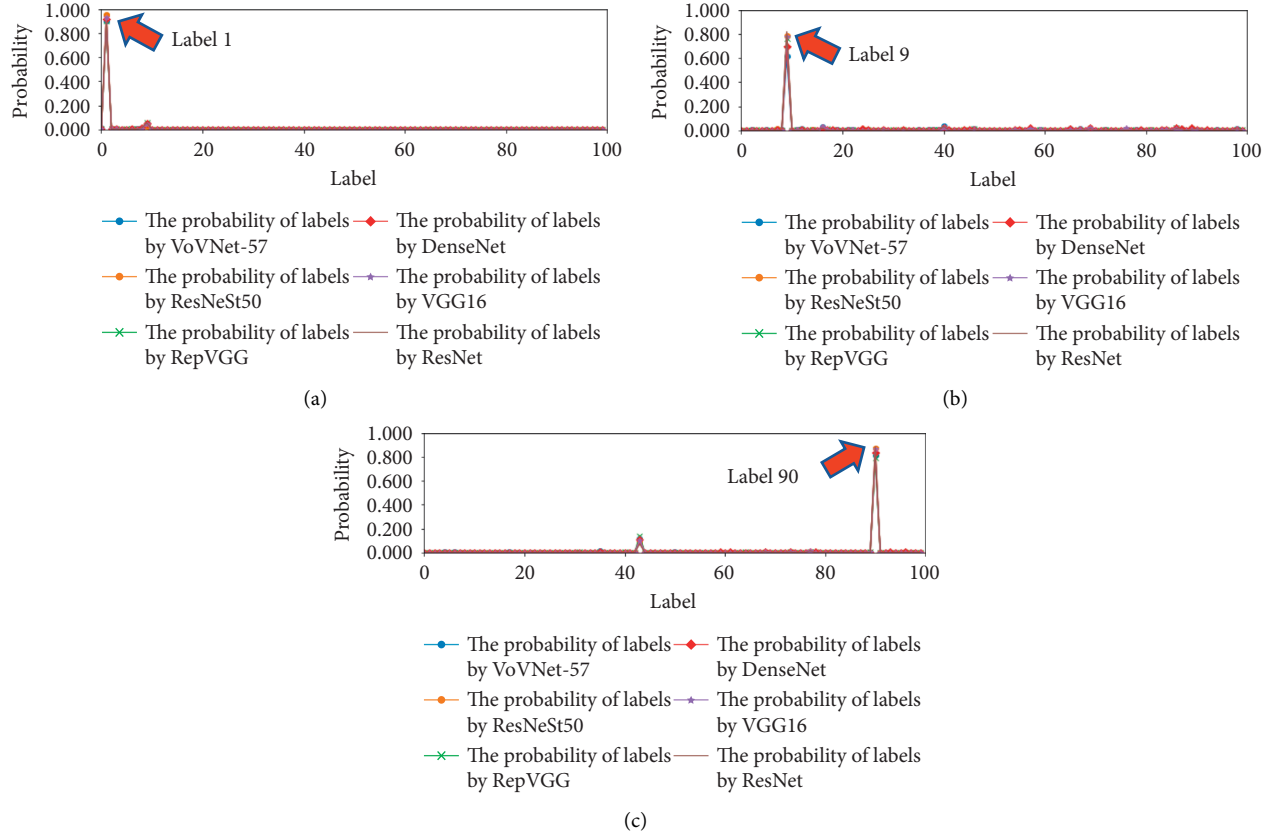 1.000
0.800
0.600
0.400
0.200
0.000
Probability
Label 1
0 20 40 60 80 100
Label
The probability of labels
by VoVNet-57
The probability of labels
by DenseNet
The probability of labels
by ResNeSt50
The probability of labels
by VGG16
The probability of labels
by RepVGG
The probability of labels
by ResNet
(a)
1.000
0.800
0.600
0.400
0.200
0.000
Probability
Label 9
0 20 40 60 80 100
Label
The probability of labels
by VoVNet-57
The probability of labels
by DenseNet
The probability of labels
by ResNeSt50
The probability of labels
by VGG16
The probability of labels
by RepVGG
The probability of labels
by ResNet
(b)
1.000
0.800
0.600
0.400
0.200
0.000
Probability
Label 90
0 20 40 60 80 100
Label
The probability of labels
by VoVNet-57
The probability of labels
by DenseNet
The probability of labels
by ResNeSt50
The probability of labels
by VGG16
The probability of labels
by RepVGG
The probability of labels
by ResNet
(c)